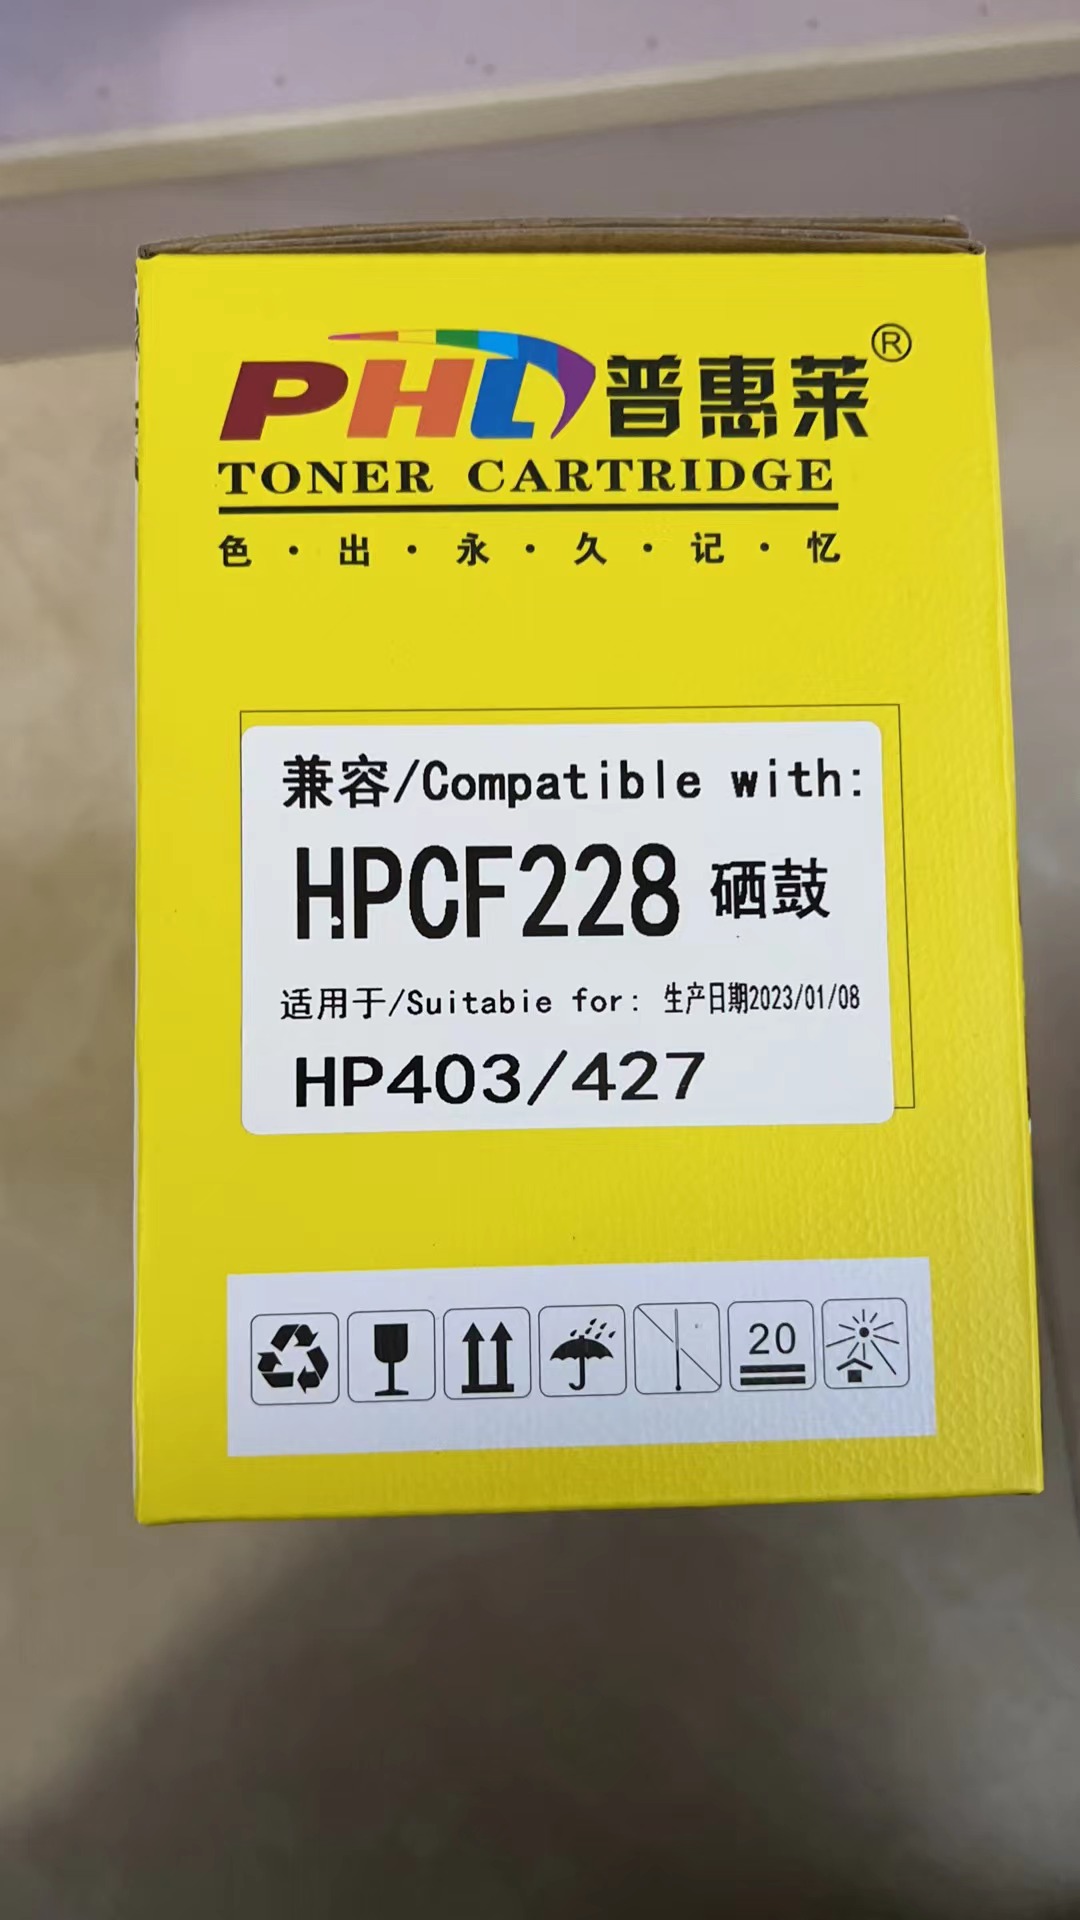 PHL普惠莱®
TONER CARTRIDGE
色·出·永·久·记·忆
兼容/Compatible with:
HPCF228 硒鼓
适用于/Suitabie for: 生产日期2023/01/08
HP403/427
20